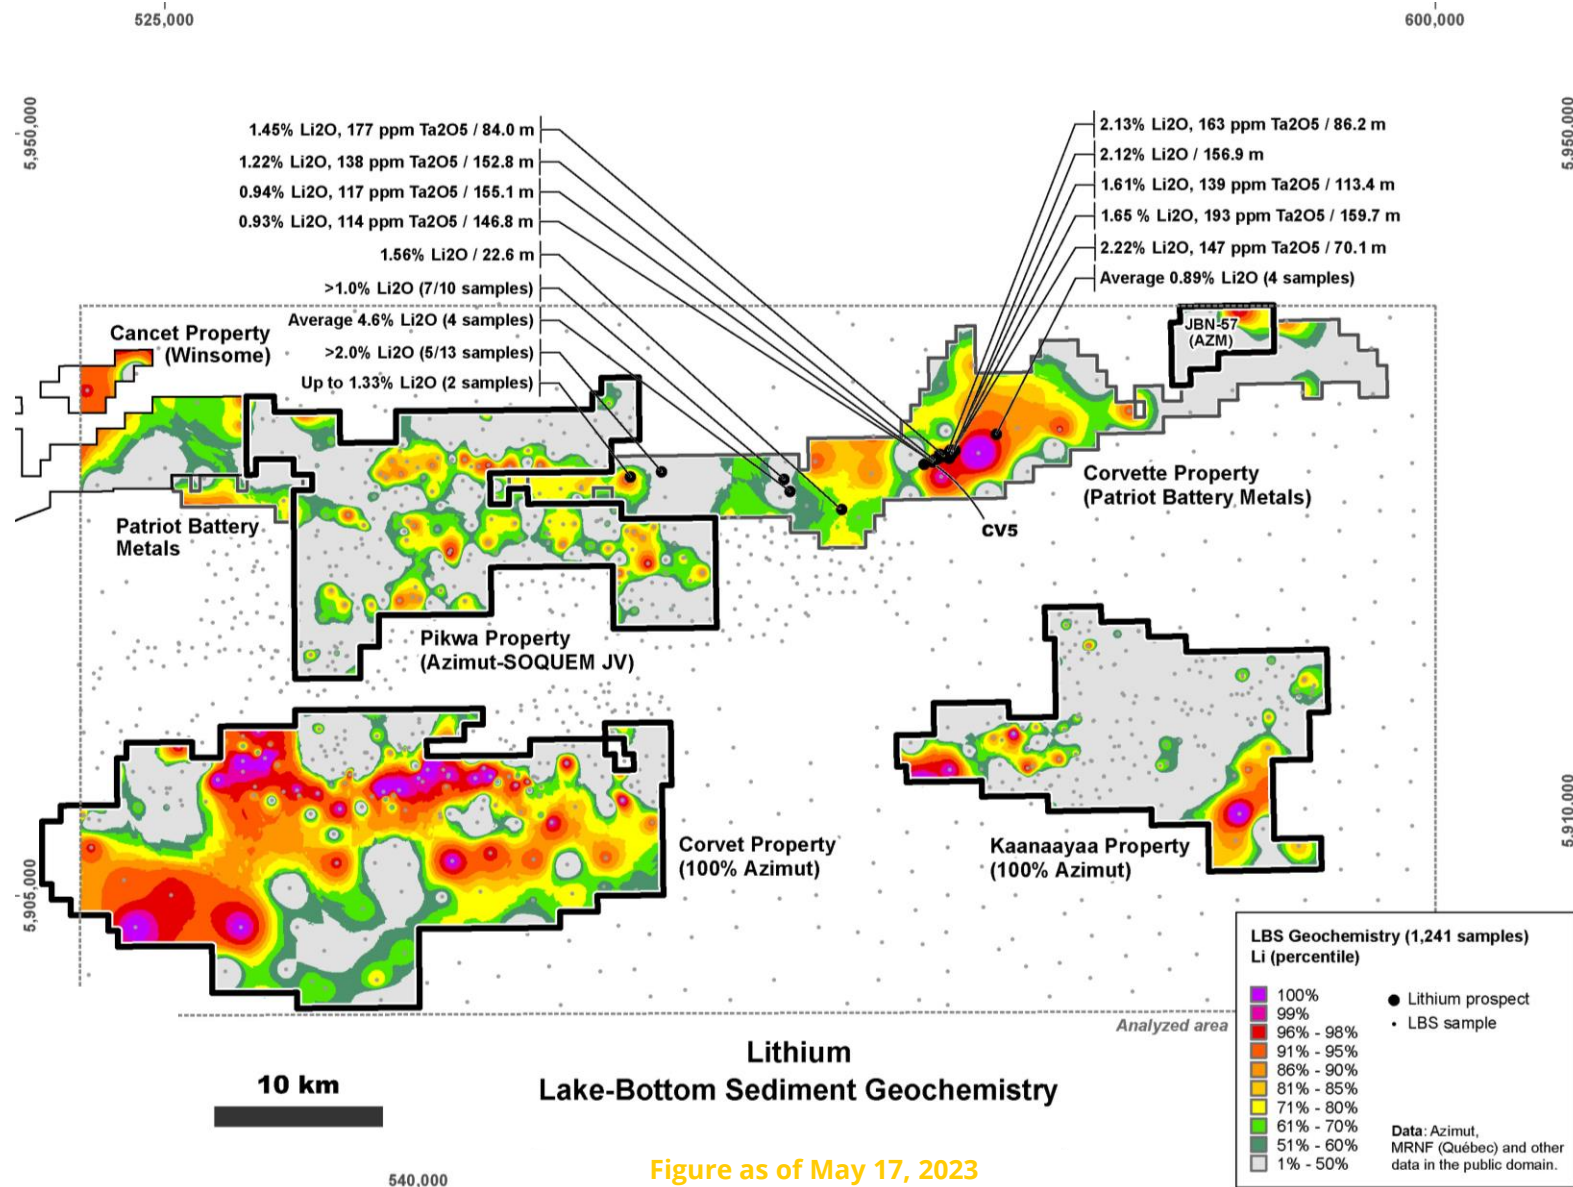 525,000
600,000
5,950,000
5,950,000
1.45% Li2O, 177 ppm Ta2O5 / 84.0 m
1.22% Li2O, 138 ppm Ta2O5 / 152.8 m
0.94% Li2O, 117 ppm Ta2O5 / 155.1 m
0.93% Li2O, 114 ppm Ta2O5 / 146.8 m
1.56% Li2O / 22.6 m
>1.0% Li2O (7/10 samples)
Average 4.6% Li2O (4 samples)
>2.0% Li2O (5/13 samples)
Up to 1.33% Li2O (2 samples)
2.13% Li2O, 163 ppm Ta2O5 / 86.2 m
2.12% Li2O / 156.9 m
1.61% Li2O, 139 ppm Ta2O5 / 113.4 m
1.65 % Li2O, 193 ppm Ta2O5 / 159.7 m
2.22% Li2O, 147 ppm Ta2O5 / 70.1 m
Average 0.89% Li2O (4 samples)
Cancet Property
(Winsome)
JBN-57
(AZM)
Corvette Property
(Patriot Battery Metals)
CV5
Patriot Battery
Metals
Pikwa Property
(Azimut-SOQUEM JV)
Corvet Property
(100% Azimut)
Kaanaayaa Property
(100% Azimut)
5,905,000
5,910,000
LBS Geochemistry (1,241 samples)
Li (percentile)
100%
99%
96% - 98%
91% - 95%
86% - 90%
81% - 85%
71% - 80%
61% - 70%
51% - 60%
1% - 50%
Lithium prospect
LBS sample
Data: Azimut,
MRNF (Québec) and other
data in the public domain.
Analyzed area
Lithium
Lake-Bottom Sediment Geochemistry
10 km
540,000
Figure as of May 17, 2023